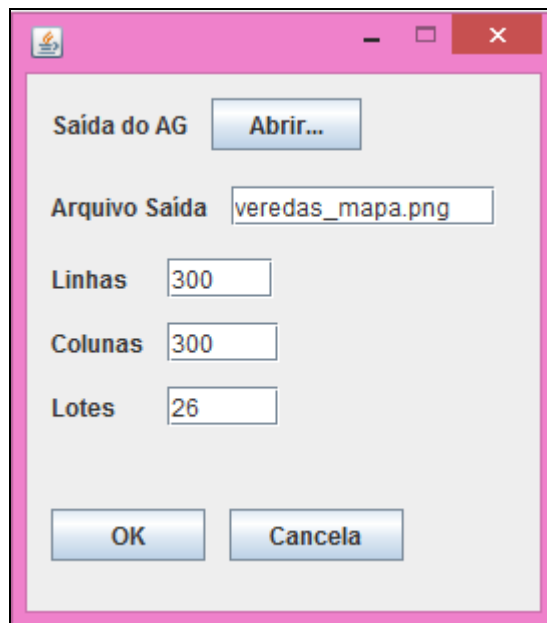 Saída do AG Abrir...
Arquivo Saída veredas_mapa.png
Linhas 300
Colunas 300
Lotes 26
OK Cancela